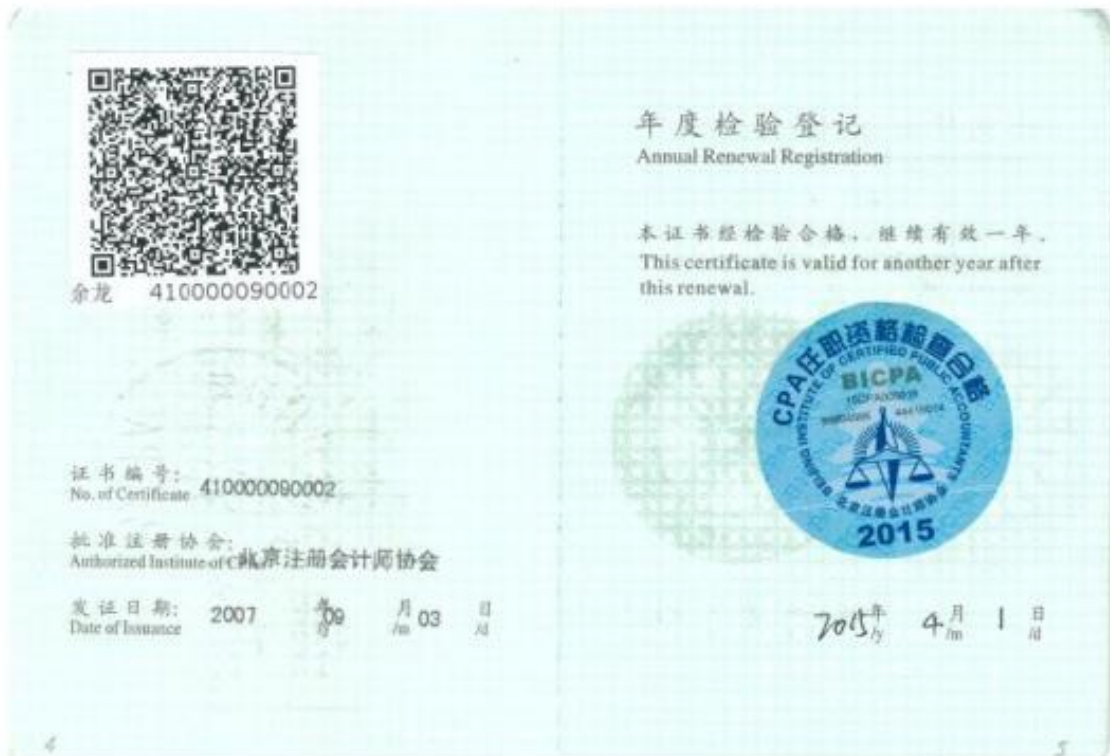 余龙 410000090002
证书编号:
No. of Certificate
410000090002
批准注册协会:
Authorized Institute of
北京注册会计师协会
发证日期:
Date of Issuance
2007 年 09 月 /m 03 日 /d
4
年度检验登记
Annual Renewal Registration
本证书经检验合格，继续有效一年。
This certificate is valid for another year after
this renewal.
CPA任职资格检查合格
BEIJING INSTITUTE OF CERTIFIED PUBLIC ACCOUNTANTS
BICPA
北京注册会计师协会
2015
2015年 /y 4月 /m 1日 /d
5